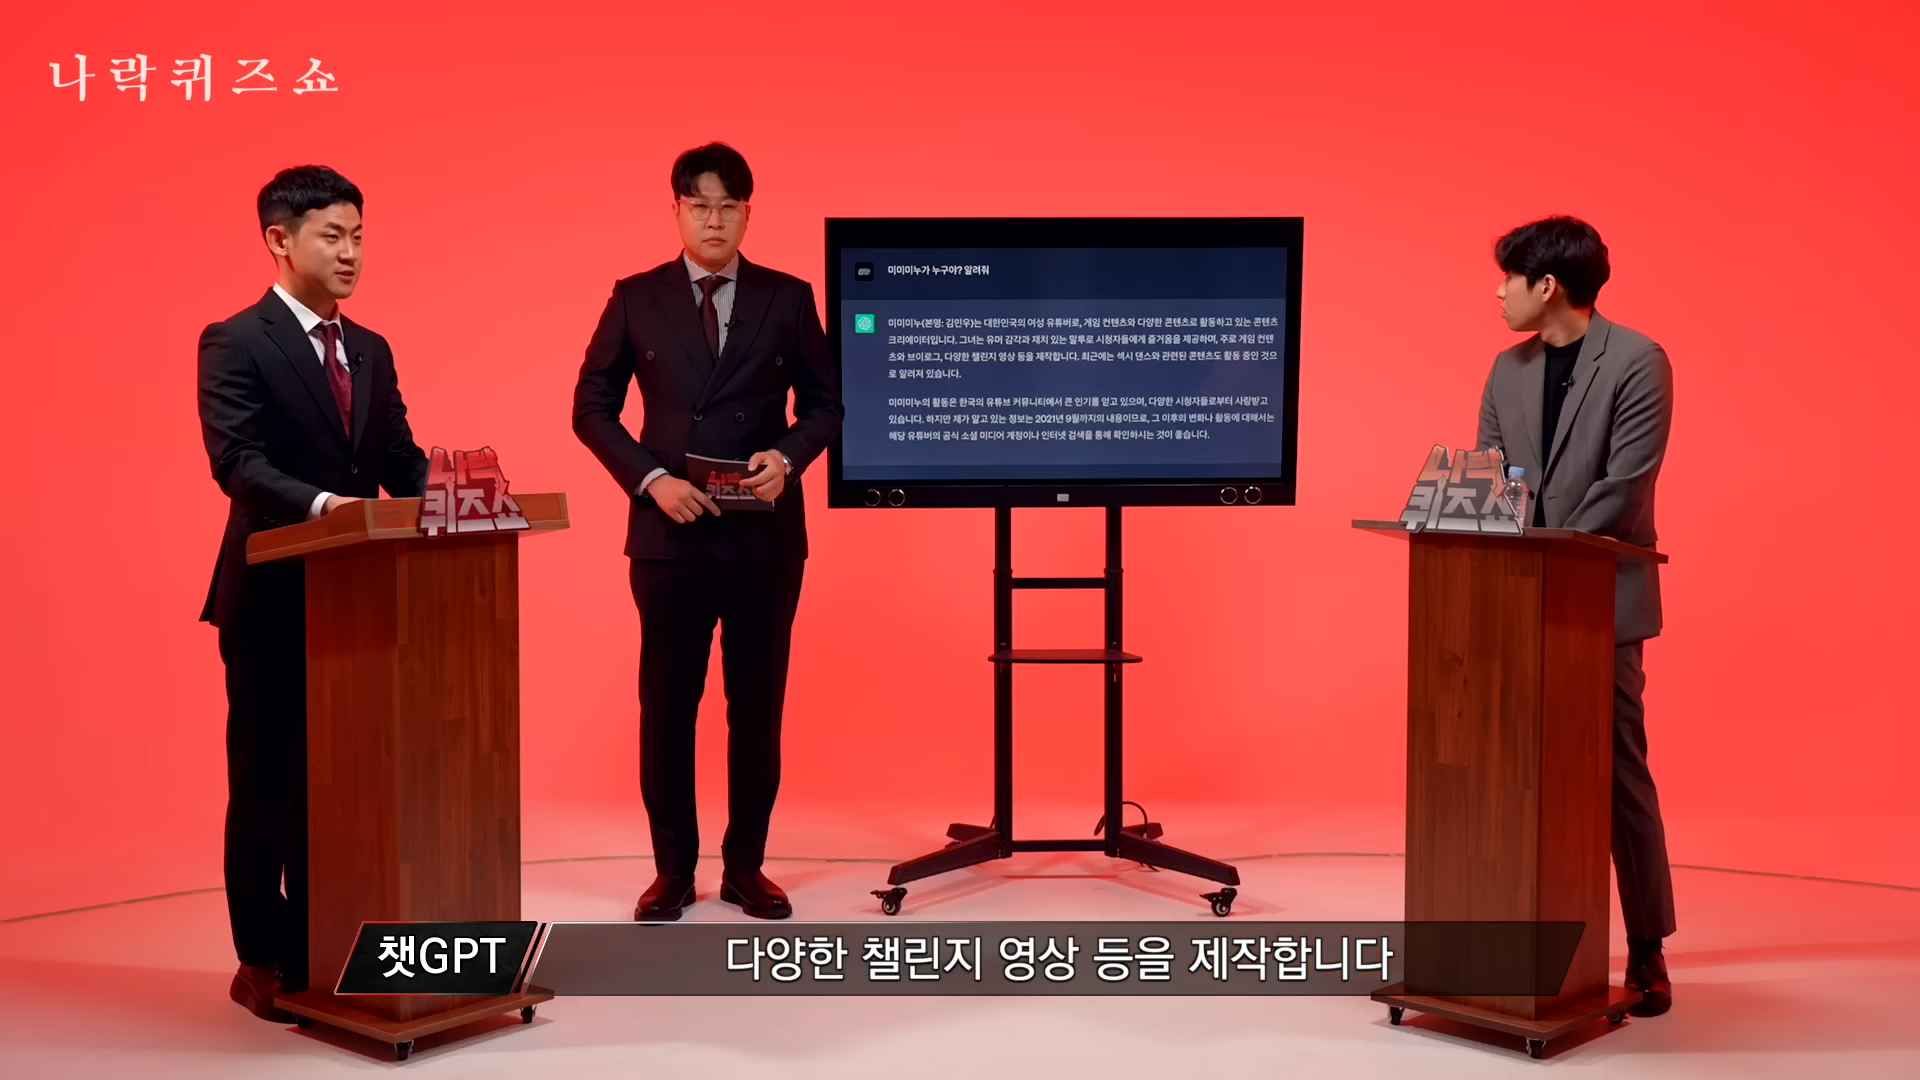 나락퀴즈쇼
미미미누가 누구야? 알려줘
미미미누(본명: 김민우)는 대한민국의 여성 유튜버로, 게임 컨텐츠와 다양한 콘텐츠로 활동하고 있는 콘텐츠
크리에이터입니다. 그녀는 유머 감각과 재치 있는 말투로 시청자들에게 즐거움을 제공하며, 주로 게임 컨텐
츠와 브이로그, 다양한 챌린지 영상 등을 제작합니다. 최근에는 섹시 댄스와 관련된 콘텐츠도 활동 중인 것으
로 알려져 있습니다.
미미미누의 활동은 한국의 유튜브 커뮤니티에서 큰 인기를 얻고 있으며, 다양한 시청자들로부터 사랑받고
있습니다. 하지만 제가 알고 있는 정보는 2021년 9월까지의 내용이므로, 그 이후의 변화나 활동에 대해서는
해당 유튜버의 공식 소셜 미디어 계정이나 인터넷 검색을 통해 확인하시는 것이 좋습니다.
나락
퀴즈쇼
나락
퀴즈쇼
나락
퀴즈쇼
챗GPT 다양한 챌린지 영상 등을 제작합니다